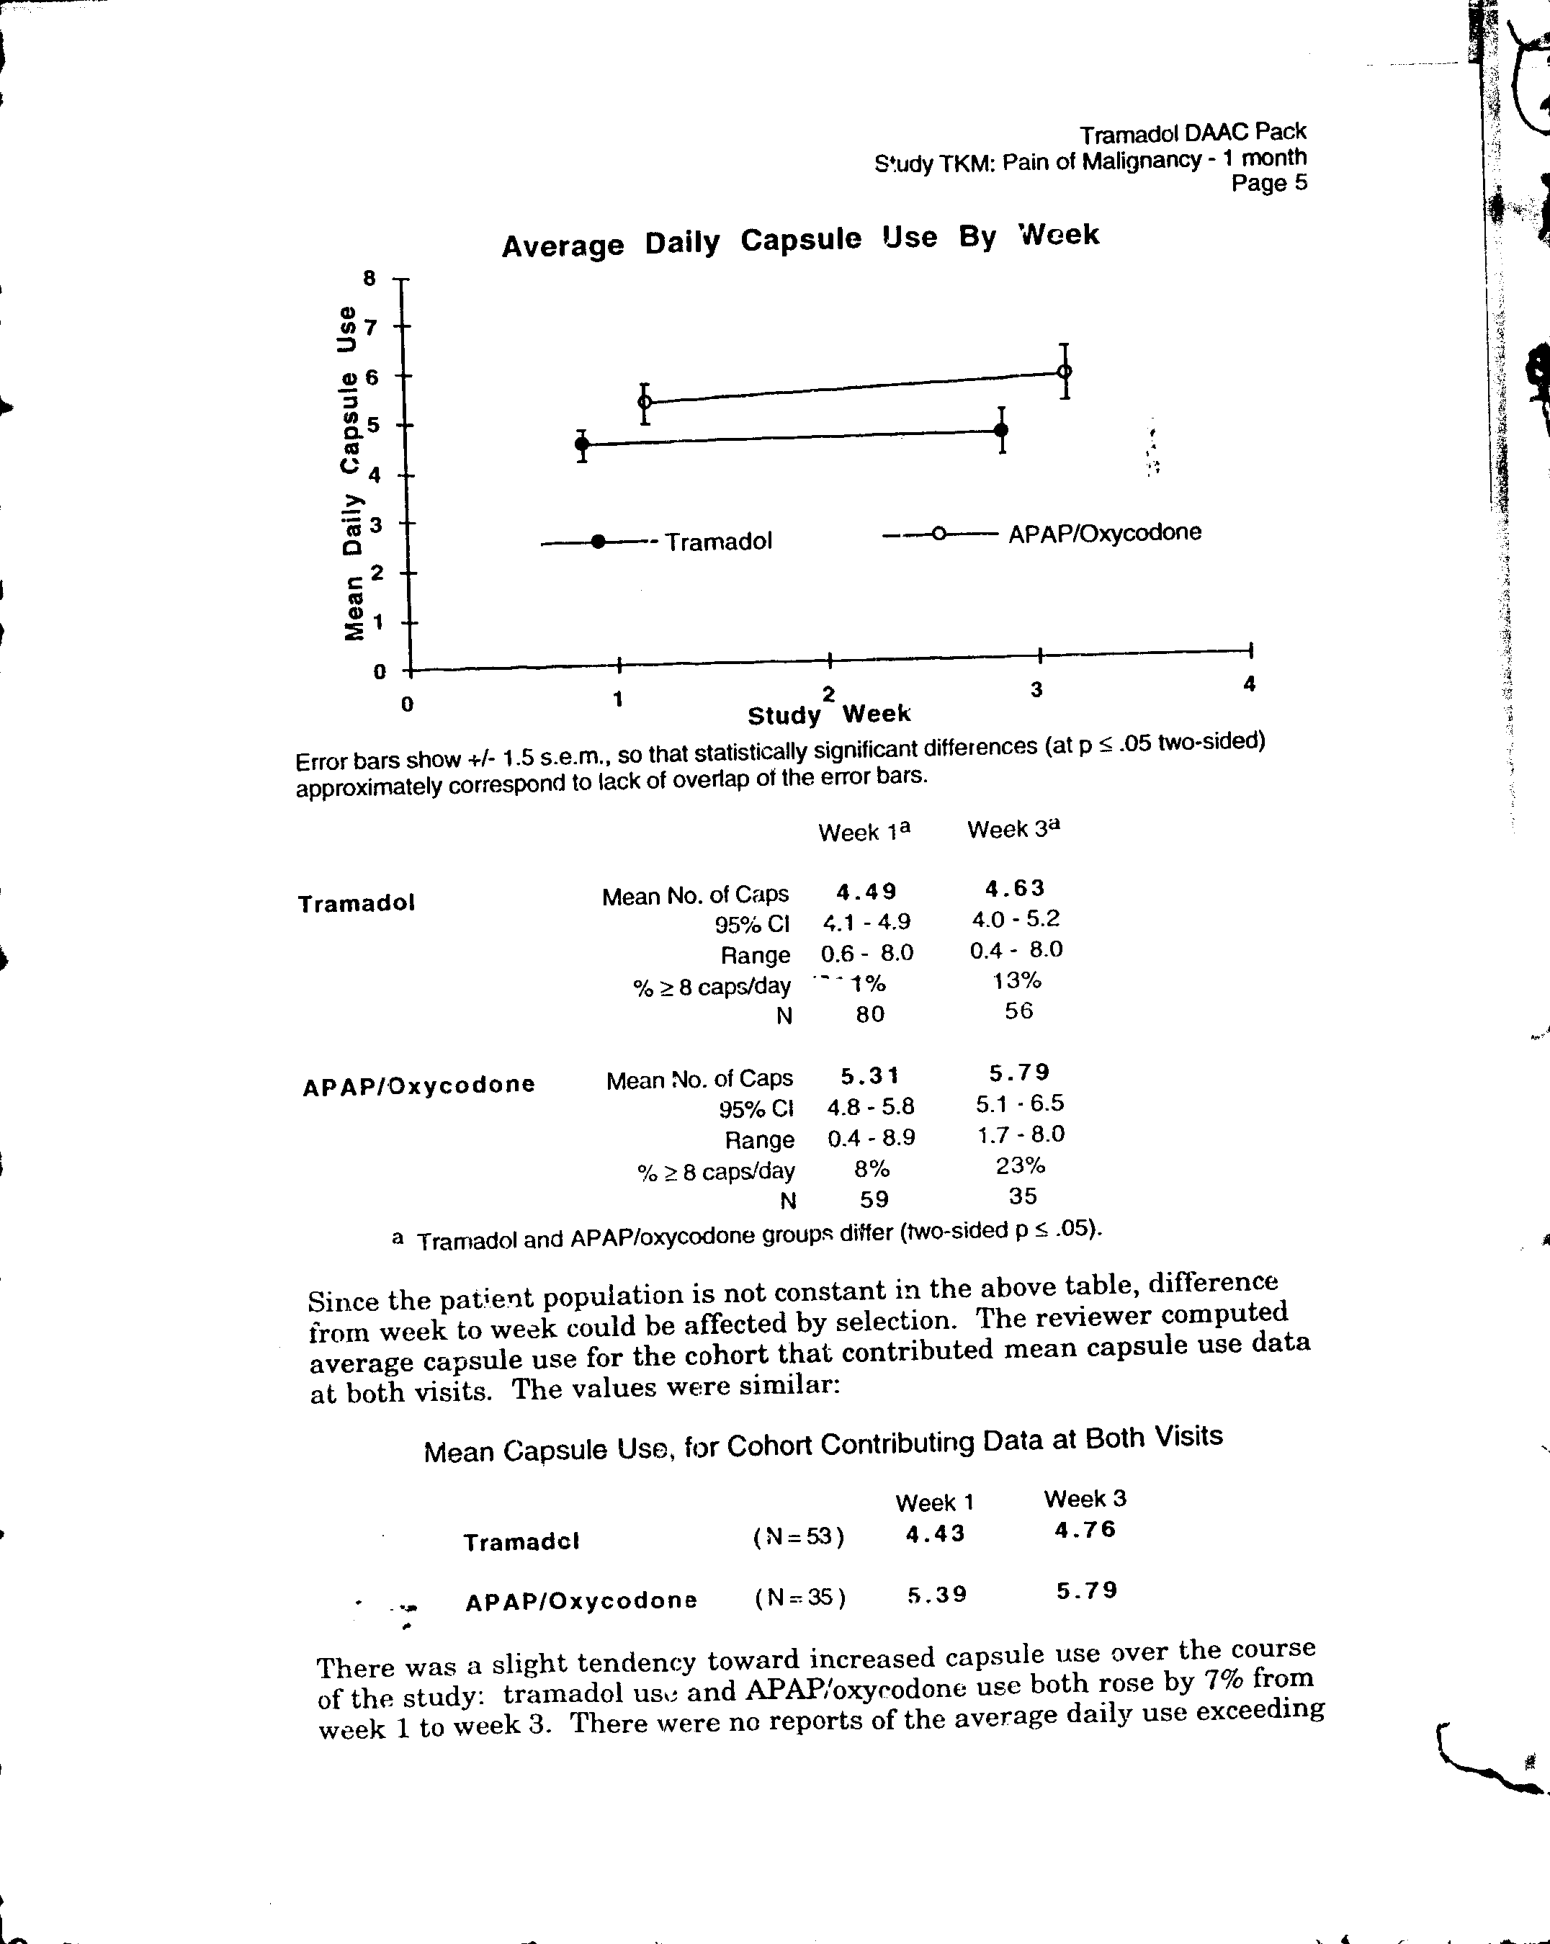 Tramadol DAAC Pack
Study TKM: Pain of Malignancy - 1 month
Page 5
Average Daily Capsule Use By Week
Mean Daily Capsule Use
8
7
6
5
4
3
2
1
0
Tramadol
APAP/Oxycodone
0 1 2 3 4
Study Week
Error bars show +/- 1.5 s.e.m., so that statistically significant differences (at p ≤ .05 two-sided)
approximately correspond to lack of overlap of the error bars.
Week 1a Week 3a
Tramadol Mean No. of Caps 4.49 4.63
95% CI 4.1 - 4.9 4.0 - 5.2
Range 0.6 - 8.0 0.4 - 8.0
% ≥ 8 caps/day 1% 13%
N 80 56
APAP/Oxycodone Mean No. of Caps 5.31 5.79
95% CI 4.8 - 5.8 5.1 - 6.5
Range 0.4 - 8.9 1.7 - 8.0
% ≥ 8 caps/day 8% 23%
N 59 35
a Tramadol and APAP/oxycodone groups differ (two-sided p ≤ .05).
Since the patient population is not constant in the above table, difference
from week to week could be affected by selection. The reviewer computed
average capsule use for the cohort that contributed mean capsule use data
at both visits. The values were similar:
Mean Capsule Use, for Cohort Contributing Data at Both Visits
Week 1 Week 3
Tramadol (N=53) 4.43 4.76
APAP/Oxycodone (N=35) 5.39 5.79
There was a slight tendency toward increased capsule use over the course
of the study: tramadol use and APAP/oxycodone use both rose by 7% from
week 1 to week 3. There were no reports of the average daily use exceeding